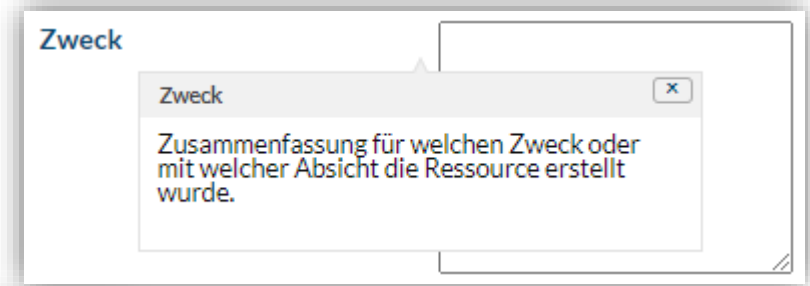 Zweck
Zweck
Zusammenfassung für welchen Zweck oder
mit welcher Absicht die Ressource erstellt
wurde.